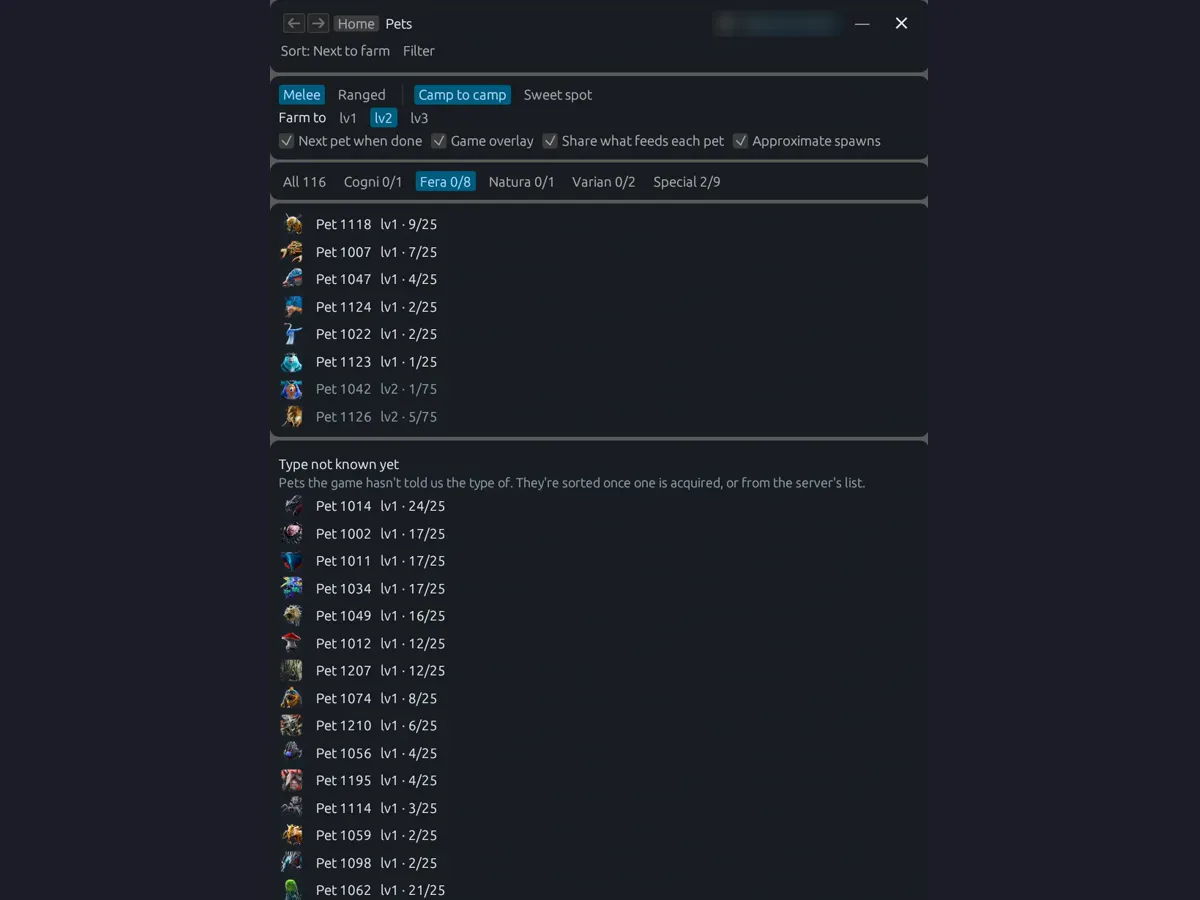 Home Pets
Sort: Next to farm Filter
Melee Ranged Camp to camp Sweet spot
Farm to lv1 lv2 lv3
Next pet when done Game overlay Share what feeds each pet Approximate spawns
All 116 Cogni 0/1 Fera 0/8 Natura 0/1 Varian 0/2 Special 2/9
Pet 1118 lv1 · 9/25
Pet 1007 lv1 · 7/25
Pet 1047 lv1 · 4/25
Pet 1124 lv1 · 2/25
Pet 1022 lv1 · 2/25
Pet 1123 lv1 · 1/25
Pet 1042 lv2 · 1/75
Pet 1126 lv2 · 5/75
Type not known yet
Pets the game hasn't told us the type of. They're sorted once one is acquired, or from the server's list.
Pet 1014 lv1 · 24/25
Pet 1002 lv1 · 17/25
Pet 1011 lv1 · 17/25
Pet 1034 lv1 · 17/25
Pet 1049 lv1 · 16/25
Pet 1012 lv1 · 12/25
Pet 1207 lv1 · 12/25
Pet 1074 lv1 · 8/25
Pet 1210 lv1 · 6/25
Pet 1056 lv1 · 4/25
Pet 1195 lv1 · 4/25
Pet 1114 lv1 · 3/25
Pet 1059 lv1 · 2/25
Pet 1098 lv1 · 2/25
Pet 1062 lv1 · 21/25